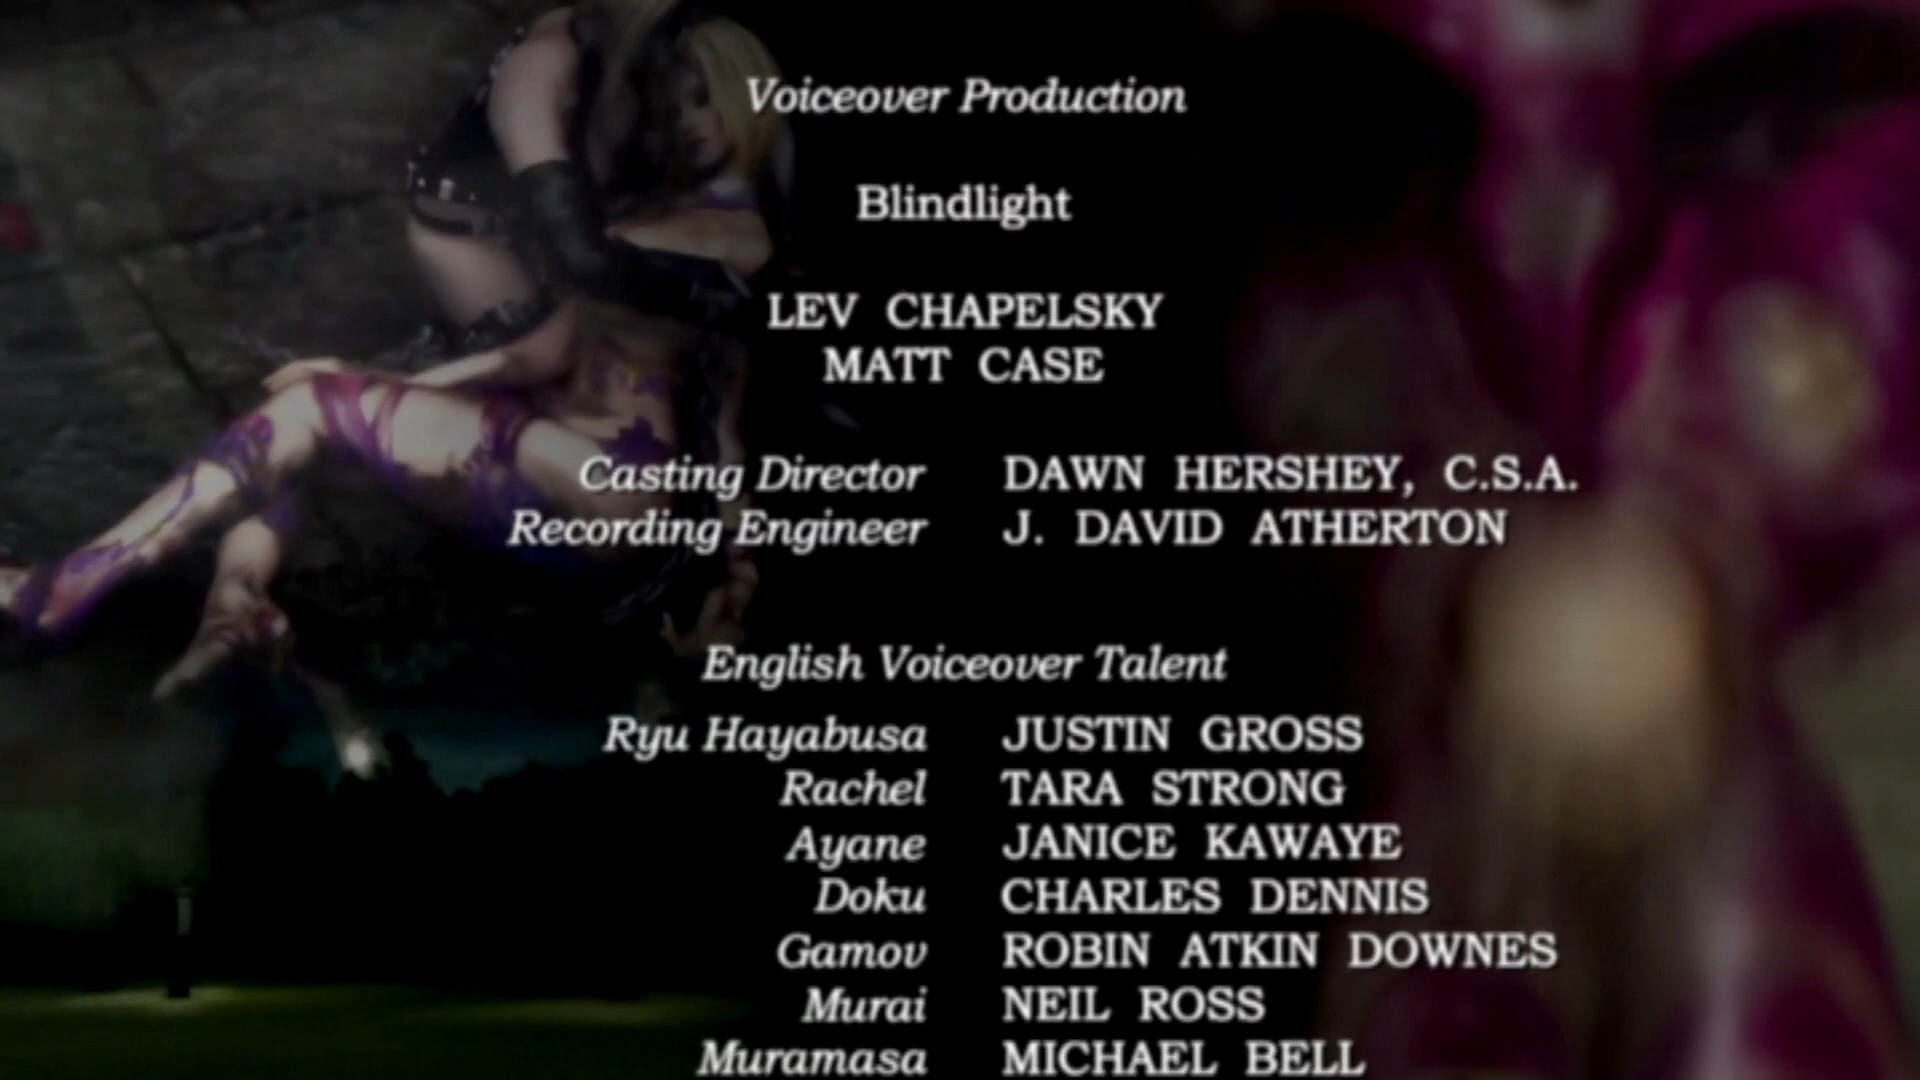 Voiceover Production
Blindlight
LEV CHAPELSKY
MATT CASE
Casting Director DAWN HERSHEY, C.S.A.
Recording Engineer J. DAVID ATHERTON
English Voiceover Talent
Ryu Hayabusa JUSTIN GROSS
Rachel TARA STRONG
Ayane JANICE KAWAYE
Doku CHARLES DENNIS
Gamov ROBIN ATKIN DOWNES
Murai NEIL ROSS
Muramasa MICHAEL BELL